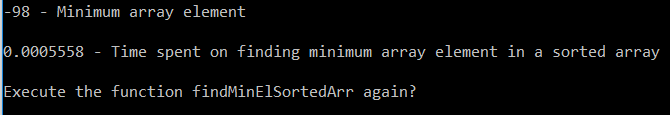 -98 - Minimum array element
0.0005558 - Time spent on finding minimum array element in a sorted array
Execute the function findMinElSortedArr again?